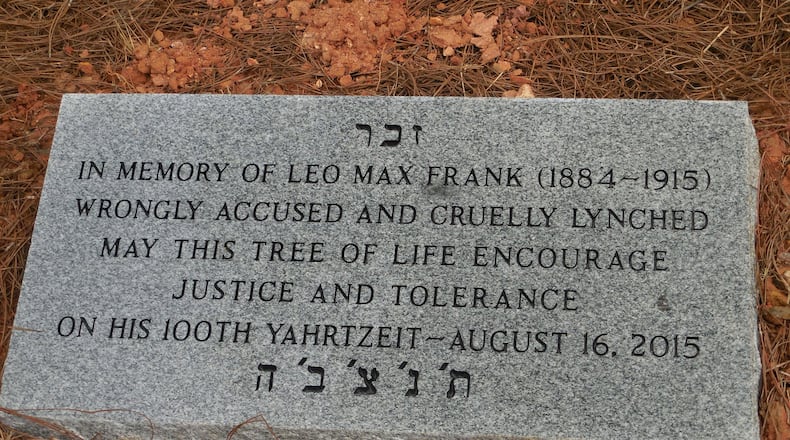 זכר
IN MEMORY OF LEO MAX FRANK (1884~1915)
WRONGLY ACCUSED AND CRUELLY LYNCHED
MAY THIS TREE OF LIFE ENCOURAGE
JUSTICE AND TOLERANCE
ON HIS 100TH YAHRTZEIT~AUGUST 16, 2015
ת' נ' צ' ב' ה